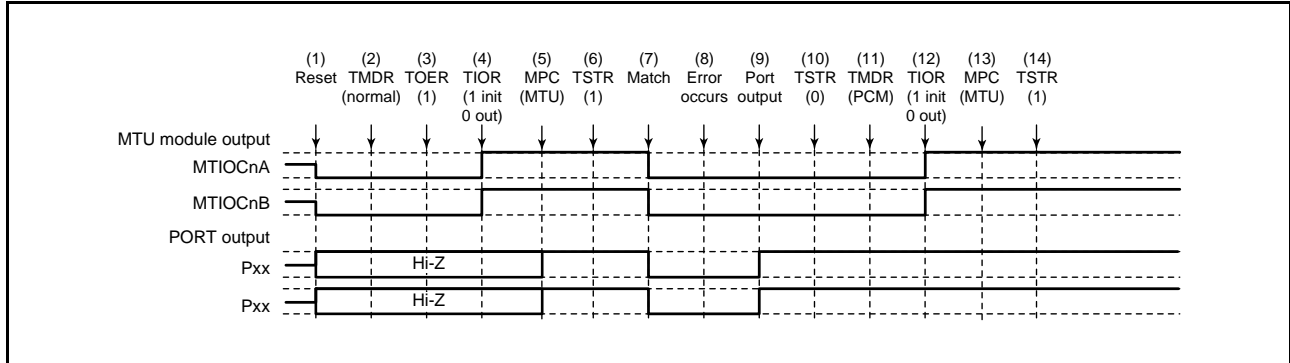 (1) (2) (3) (4) (5) (6) (7) (8) (9) (10) (11) (12) (13) (14)
Reset TMDR TOER TIOR MPC TSTR Match Error Port TSTR TMDR TIOR MPC TSTR
(normal) (1) (1 init (MTU) (1) occurs output (0) (PCM) (1 init (MTU) (1)
0 out) 0 out)
MTU module output
MTIOCnA
MTIOCnB
PORT output
Pxx Hi-Z
Pxx Hi-Z